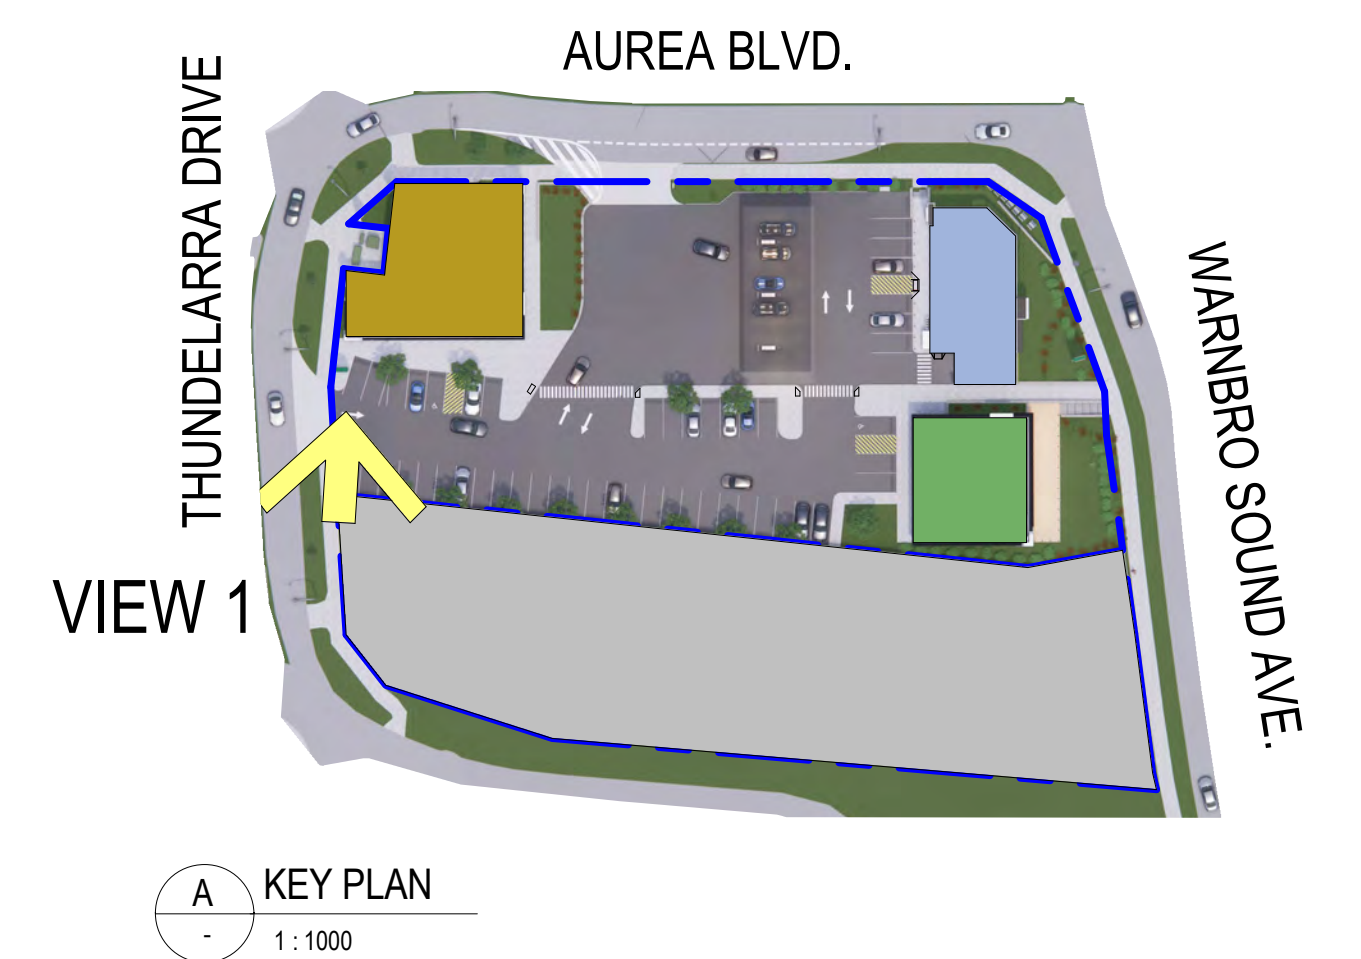 AUREA BLVD.
THUNDELARRA DRIVE
WARNBRO SOUND AVE.
VIEW 1
A
-
KEY PLAN
1 : 1000